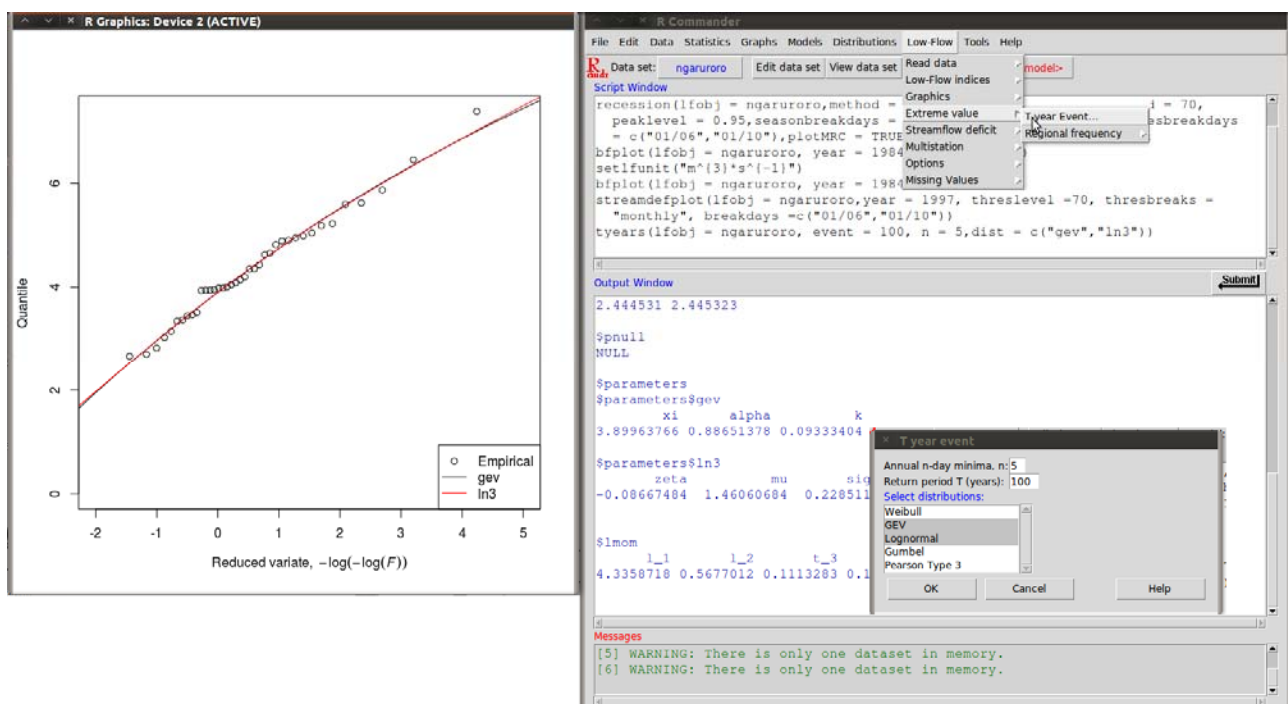 R Graphics: Device 2 (ACTIVE)
Quantile
6
4
2
0
Empirical
gev
ln3
-2 -1 0 1 2 3 4 5
Reduced variate, −log(−log(F))
R Commander
File Edit Data Statistics Graphs Models Distributions Low-Flow Tools Help
R cmdr Data set: ngaruroro Edit data set View data set model:>
Read data
Low-Flow indices
Graphics
Extreme value
Streamflow deficit
Multistation
Options
Missing Values
T year Event...
Regional frequency
Script Window
recession(lfobj = ngaruroro,method = = 70,
peaklevel = 0.95,seasonbreakdays esbreakdays
= c("01/06","01/10"),plotMRC = TRUE
bfplot(lfobj = ngaruroro, year = 1984
setlfunit("m^{3}*s^{-1}")
bfplot(lfobj = ngaruroro, year = 1984
streamdefplot(lfobj = ngaruroro,year = 1997, threslevel =70, thresbreaks =
"monthly", breakdays =c("01/06","01/10"))
tyears(lfobj = ngaruroro, event = 100, n = 5,dist = c("gev","ln3"))
Output Window
Submit
2.444531 2.445323
$pnull
NULL
$parameters
$parameters$gev
xi alpha k
3.89963766 0.88651378 0.09333404
$parameters$ln3
zeta mu sig
-0.08667484 1.46060684 0.228511
$lmom
l_1 l_2 t_3
4.3358718 0.5677012 0.1113283 0.1
T year event
Annual n-day minima. n: 5
Return period T (years): 100
Select distributions:
Weibull
GEV
Lognormal
Gumbel
Pearson Type 3
OK Cancel Help
Messages
[5] WARNING: There is only one dataset in memory.
[6] WARNING: There is only one dataset in memory.